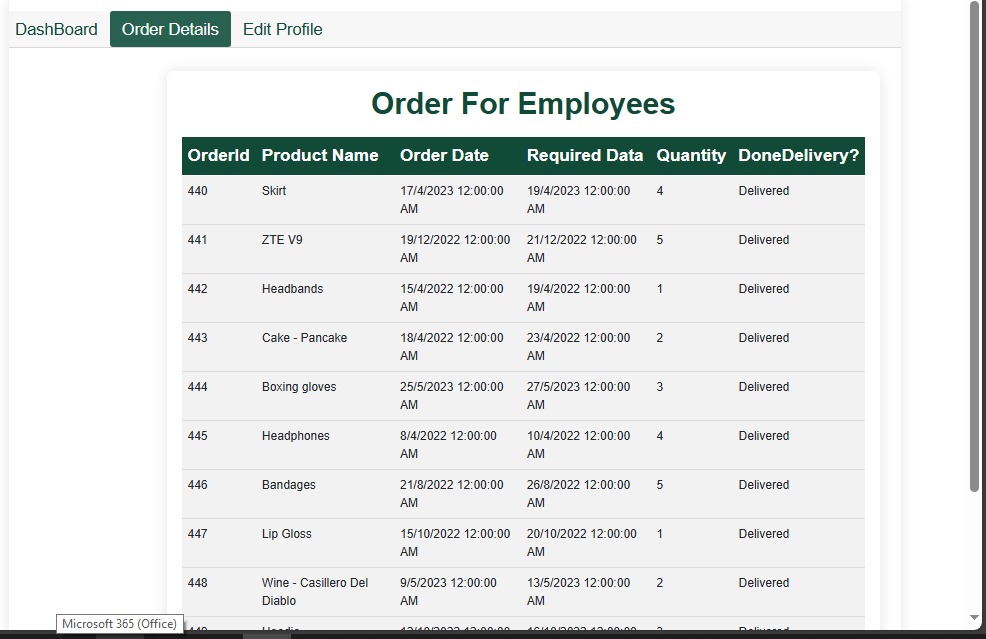 DashBoard Order Details Edit Profile
Order For Employees
OrderId Product Name Order Date Required Data Quantity DoneDelivery?
440 Skirt 17/4/2023 12:00:00 19/4/2023 12:00:00 4 Delivered
AM AM
441 ZTE V9 19/12/2022 12:00:00 21/12/2022 12:00:00 5 Delivered
AM AM
442 Headbands 15/4/2022 12:00:00 19/4/2022 12:00:00 1 Delivered
AM AM
443 Cake - Pancake 18/4/2022 12:00:00 23/4/2022 12:00:00 2 Delivered
AM AM
444 Boxing gloves 25/5/2023 12:00:00 27/5/2023 12:00:00 3 Delivered
AM AM
445 Headphones 8/4/2022 12:00:00 10/4/2022 12:00:00 4 Delivered
AM AM
446 Bandages 21/8/2022 12:00:00 26/8/2022 12:00:00 5 Delivered
AM AM
447 Lip Gloss 15/10/2022 12:00:00 20/10/2022 12:00:00 1 Delivered
AM AM
448 Wine - Casillero Del 9/5/2023 12:00:00 13/5/2023 12:00:00 2 Delivered
Diablo AM AM
Microsoft 365 (Office)